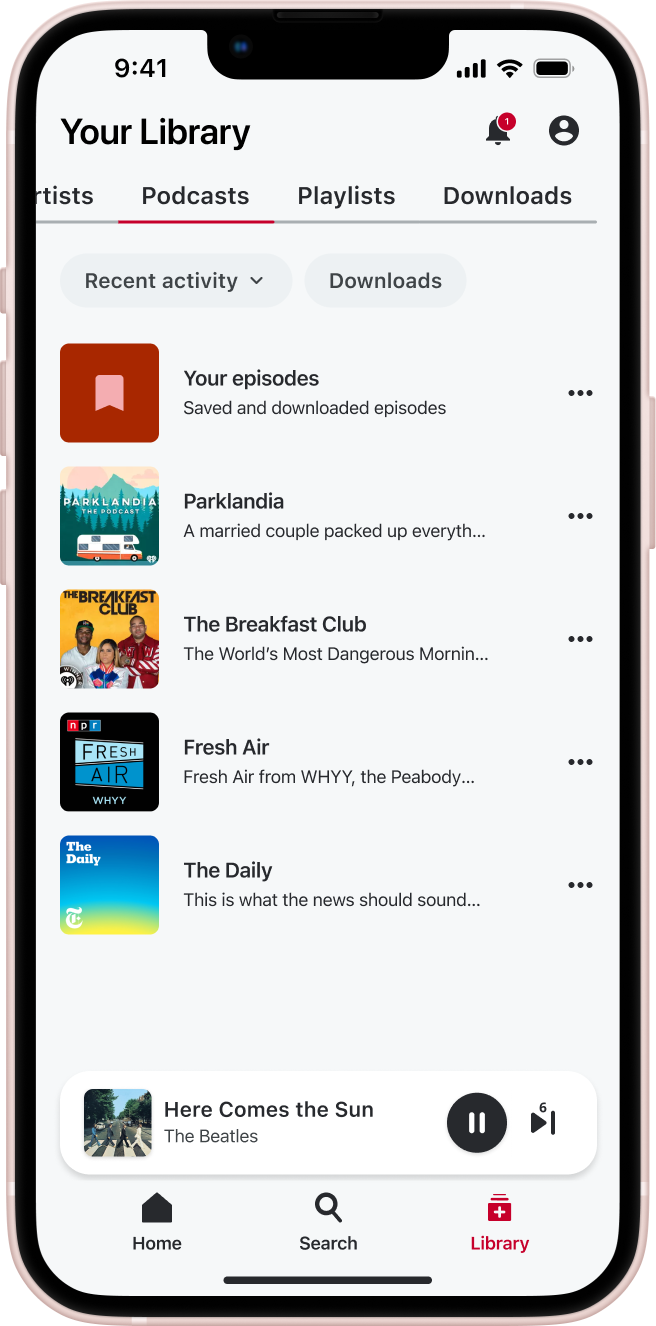 9:41
Your Library
1
rtists Podcasts Playlists Downloads
Recent activity Downloads
Your episodes
Saved and downloaded episodes
PARKLANDIA
THE PODCAST
Parklandia
A married couple packed up everyth...
THE BREAKFAST
CLUB
The Breakfast Club
The World’s Most Dangerous Mornin...
npr
FRESH
AIR
WHYY
Fresh Air
Fresh Air from WHYY, the Peabody...
The
Daily
The Daily
This is what the news should sound...
Here Comes the Sun
The Beatles
6
Home Search Library